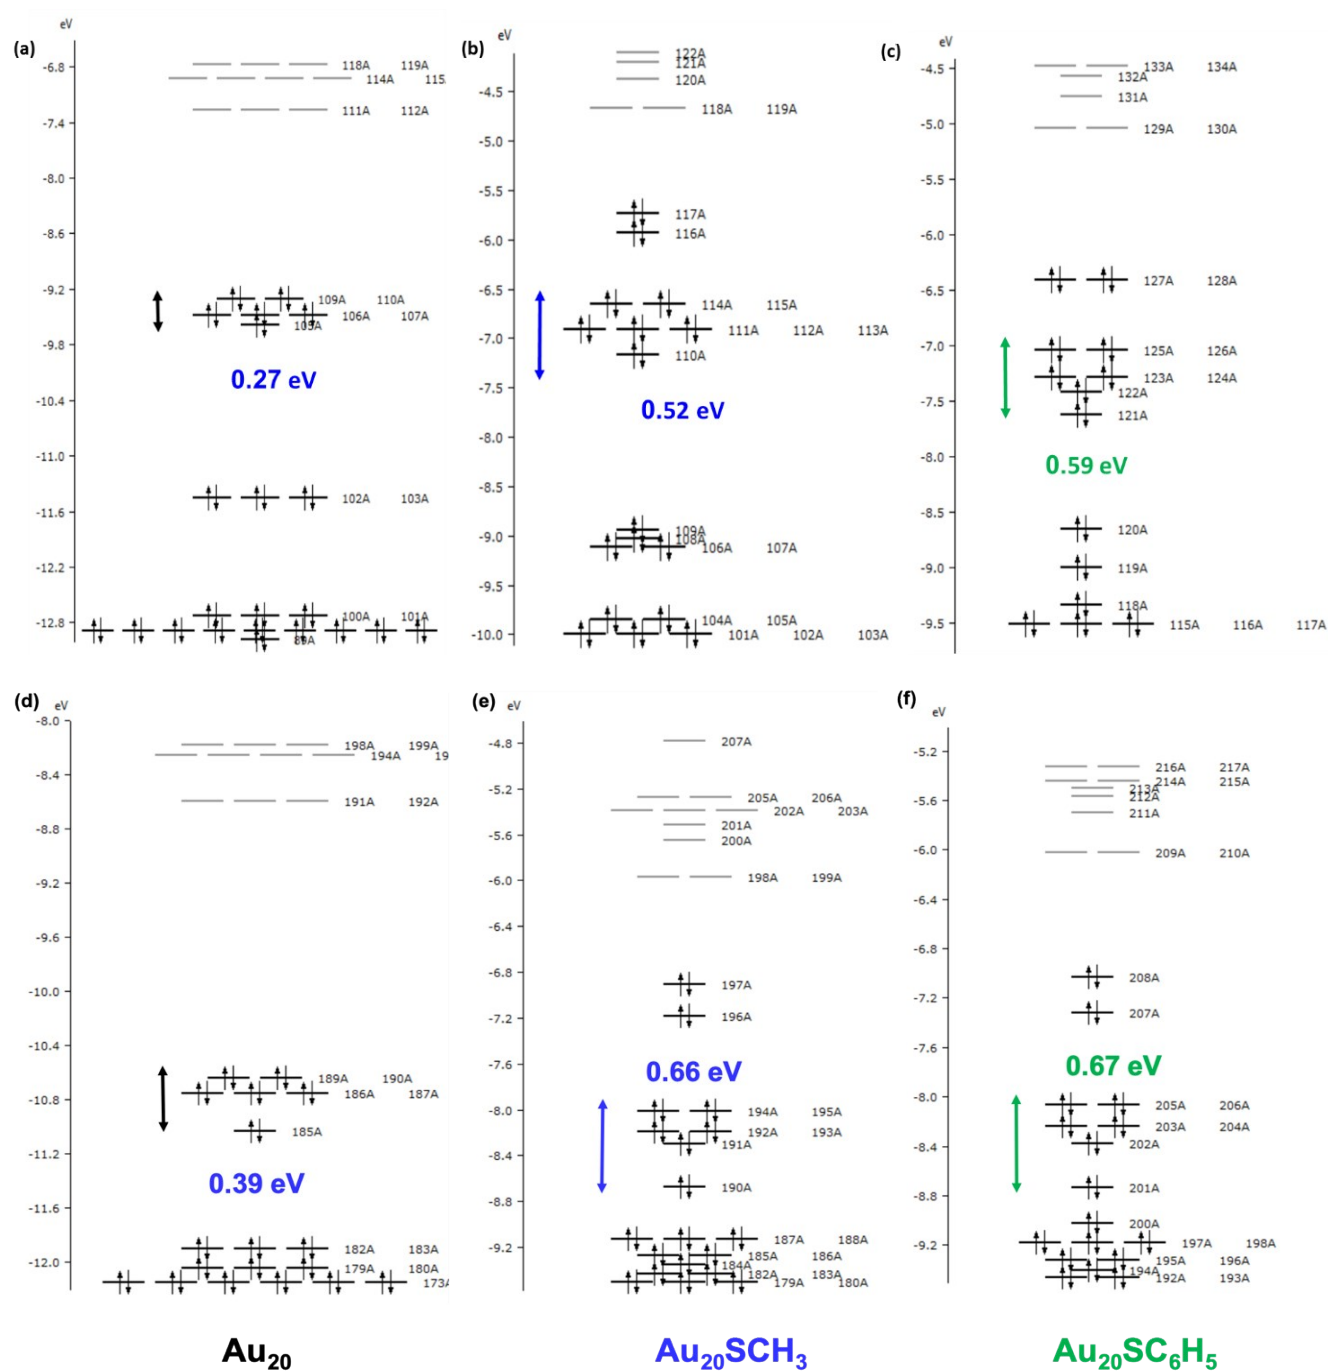 (a)
eV
-6.8
-7.4
-8.0
-8.6
-9.2
-9.8
-10.4
-11.0
-11.6
-12.2
-12.8
118A 119A
114A 115
111A 112A
109A 110A
106A 107A
105A
0.27 eV
102A 103A
100A 101A
89A
(b)
eV
-4.5
-5.0
-5.5
-6.0
-6.5
-7.0
-7.5
-8.0
-8.5
-9.0
-9.5
-10.0
122A
121A
120A
118A 119A
117A
116A
114A 115A
111A 112A 113A
110A
0.52 eV
109A
108A
106A 107A
104A 105A
101A 102A 103A
(c)
eV
-4.5
-5.0
-5.5
-6.0
-6.5
-7.0
-7.5
-8.0
-8.5
-9.0
-9.5
133A 134A
132A
131A
129A 130A
127A 128A
125A 126A
123A 124A
122A
121A
0.59 eV
120A
119A
118A
115A 116A 117A
(d)
eV
-8.0
-8.4
-8.8
-9.2
-9.6
-10.0
-10.4
-10.8
-11.2
-11.6
-12.0
198A 199A
194A 19
191A 192A
189A 190A
186A 187A
185A
0.39 eV
182A 183A
179A 180A
173A
(e)
eV
-4.8
-5.2
-5.6
-6.0
-6.4
-6.8
-7.2
-7.6
-8.0
-8.4
-8.8
-9.2
207A
205A 206A
202A 203A
201A
200A
198A 199A
197A
196A
0.66 eV
194A 195A
192A 193A
191A
190A
187A 188A
185A 186A
184A
182A 183A
179A 180A
(f)
eV
-5.2
-5.6
-6.0
-6.4
-6.8
-7.2
-7.6
-8.0
-8.4
-8.8
-9.2
216A 217A
214A 215A
213A
212A
211A
209A 210A
208A
207A
0.67 eV
205A 206A
203A 204A
202A
201A
200A
197A 198A
195A 196A
194A
192A 193A
Au20
Au20SCH3
Au20SC6H5